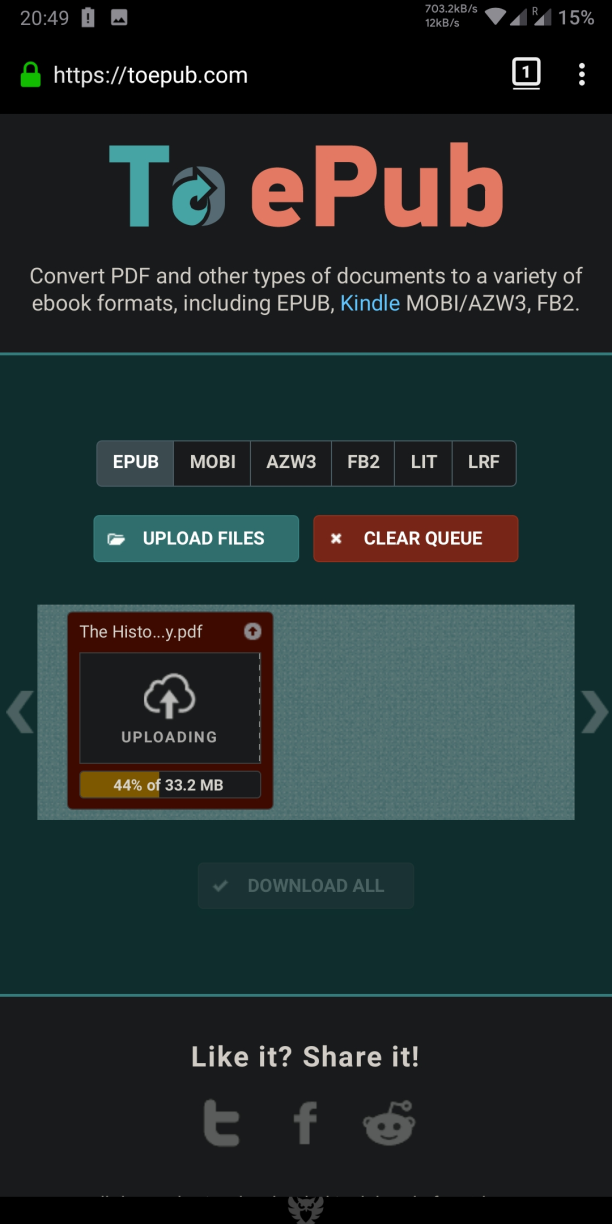 20:49
703.2kB/s
12kB/s
R
15%
https://toepub.com
1
To ePub
Convert PDF and other types of documents to a variety of
ebook formats, including EPUB, Kindle MOBI/AZW3, FB2.
EPUB MOBI AZW3 FB2 LIT LRF
UPLOAD FILES
CLEAR QUEUE
The Histo...y.pdf
UPLOADING
44% of 33.2 MB
DOWNLOAD ALL
Like it? Share it!